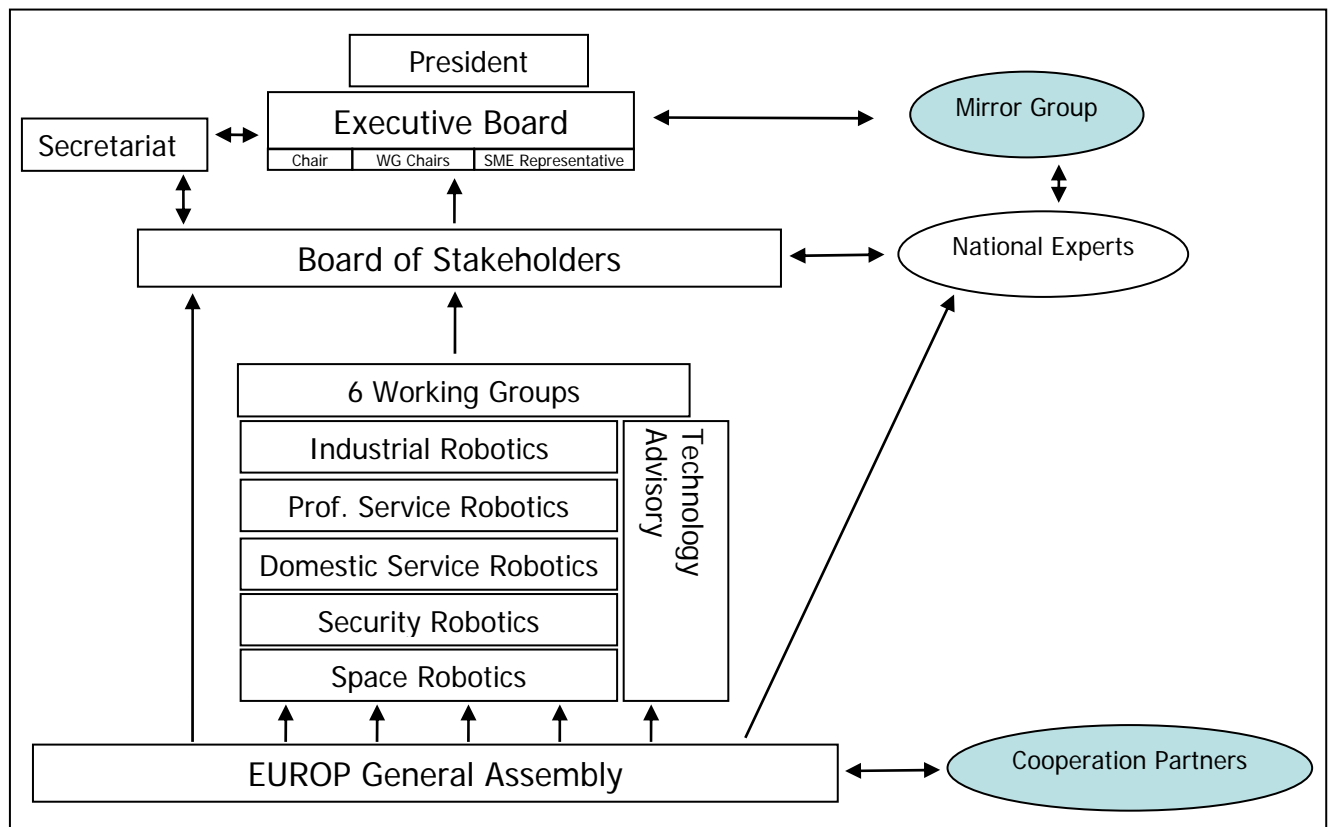 President
Executive Board
Chair
WG Chairs
SME Representative
Mirror Group
Secretariat
Board of Stakeholders
National Experts
6 Working Groups
Industrial Robotics
Prof. Service Robotics
Domestic Service Robotics
Security Robotics
Space Robotics
Technology
Advisory
EUROP General Assembly
Cooperation Partners